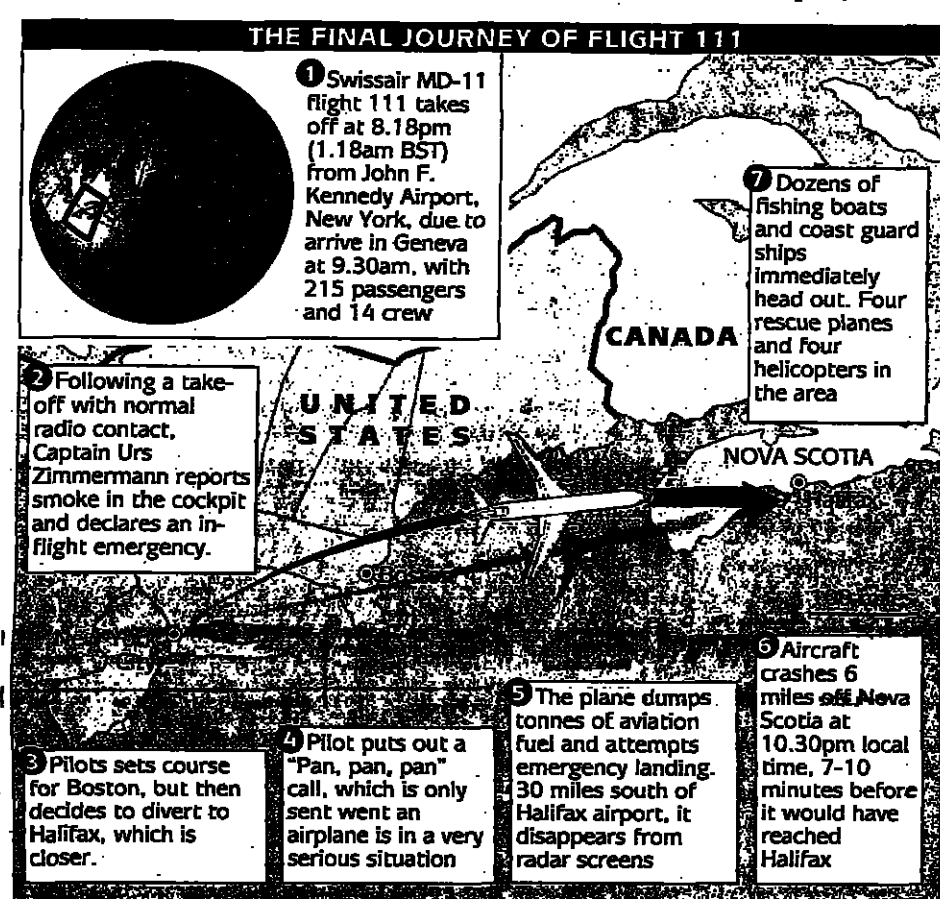 THE FINAL JOURNEY OF FLIGHT 111
1 Swissair MD-11
flight 111 takes
off at 8.18pm
(1.18am BST)
from John F.
Kennedy Airport,
New York, due to
arrive in Geneva
at 9.30am, with
215 passengers
and 14 crew
2 Following a take-
off with normal
radio contact,
Captain Urs
Zimmermann reports
smoke in the cockpit
and declares an in-
flight emergency.
3 Pilots sets course
for Boston, but then
decides to divert to
Halifax, which is
closer.
4 Pilot puts out a
"Pan, pan, pan"
call, which is only
sent went an
airplane is in a very
serious situation
5 The plane dumps
tonnes of aviation
fuel and attempts
emergency landing.
30 miles south of
Halifax airport, it
disappears from
radar screens
6 Aircraft
crashes 6
miles off Nova
Scotia at
10.30pm local
time, 7-10
minutes before
it would have
reached
Halifax
7 Dozens of
fishing boats
and coast guard
ships
immediately
head out. Four
rescue planes
and four
helicopters in
the area
UNITED
STATES
CANADA
NOVA SCOTIA